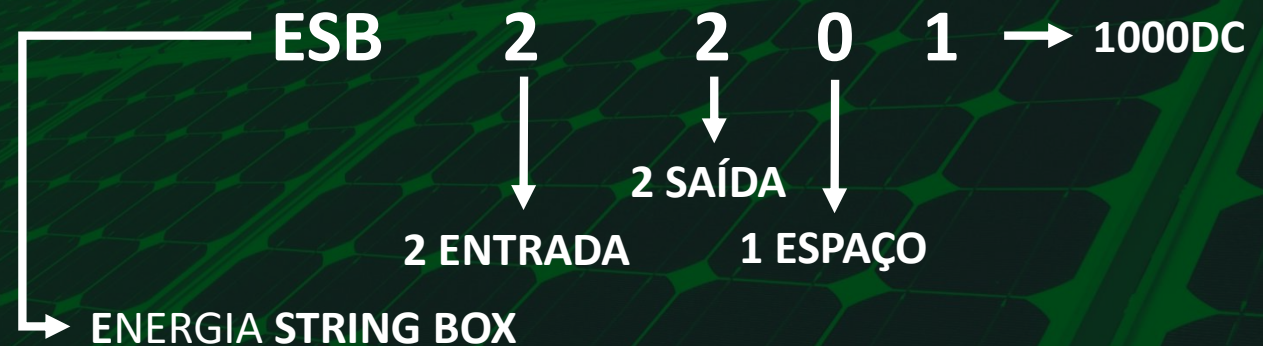 ESB 2 2 0 1 1000DC
2 SAÍDA
2 ENTRADA 1 ESPAÇO
ENERGIA STRING BOX